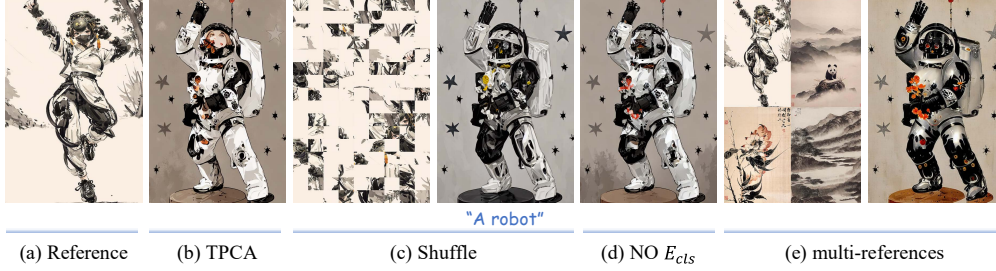 "A robot"
(a) Reference
(b) TPCA
(c) Shuffle
(d) NO E_cls
(e) multi-references